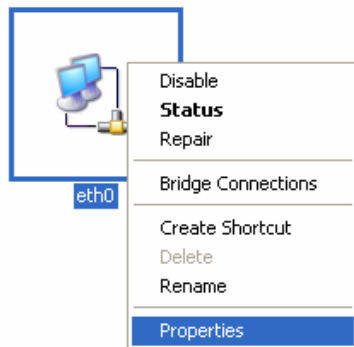 Disable
Status
Repair
Bridge Connections
eth0
Create Shortcut
Delete
Rename
Properties